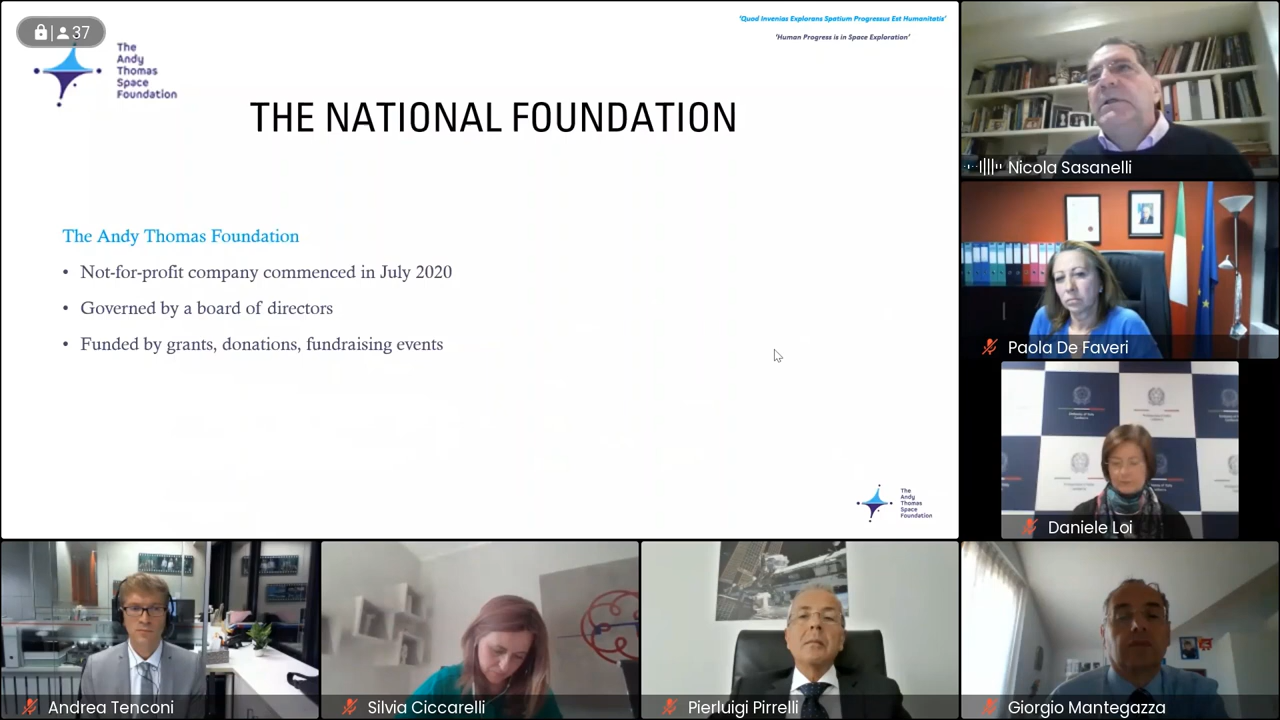 37
'Quod Invenias Explorans Spatium Progressus Est Humanitatis'
'Human Progress is in Space Exploration'
The
Andy
Thomas
Space
Foundation
THE NATIONAL FOUNDATION
The Andy Thomas Foundation
• Not-for-profit company commenced in July 2020
• Governed by a board of directors
• Funded by grants, donations, fundraising events
The
Andy
Thomas
Space
Foundation
Nicola Sasanelli
Paola De Faveri
Daniele Loi
Andrea Tenconi
Silvia Ciccarelli
Pierluigi Pirrelli
Giorgio Mantegazza